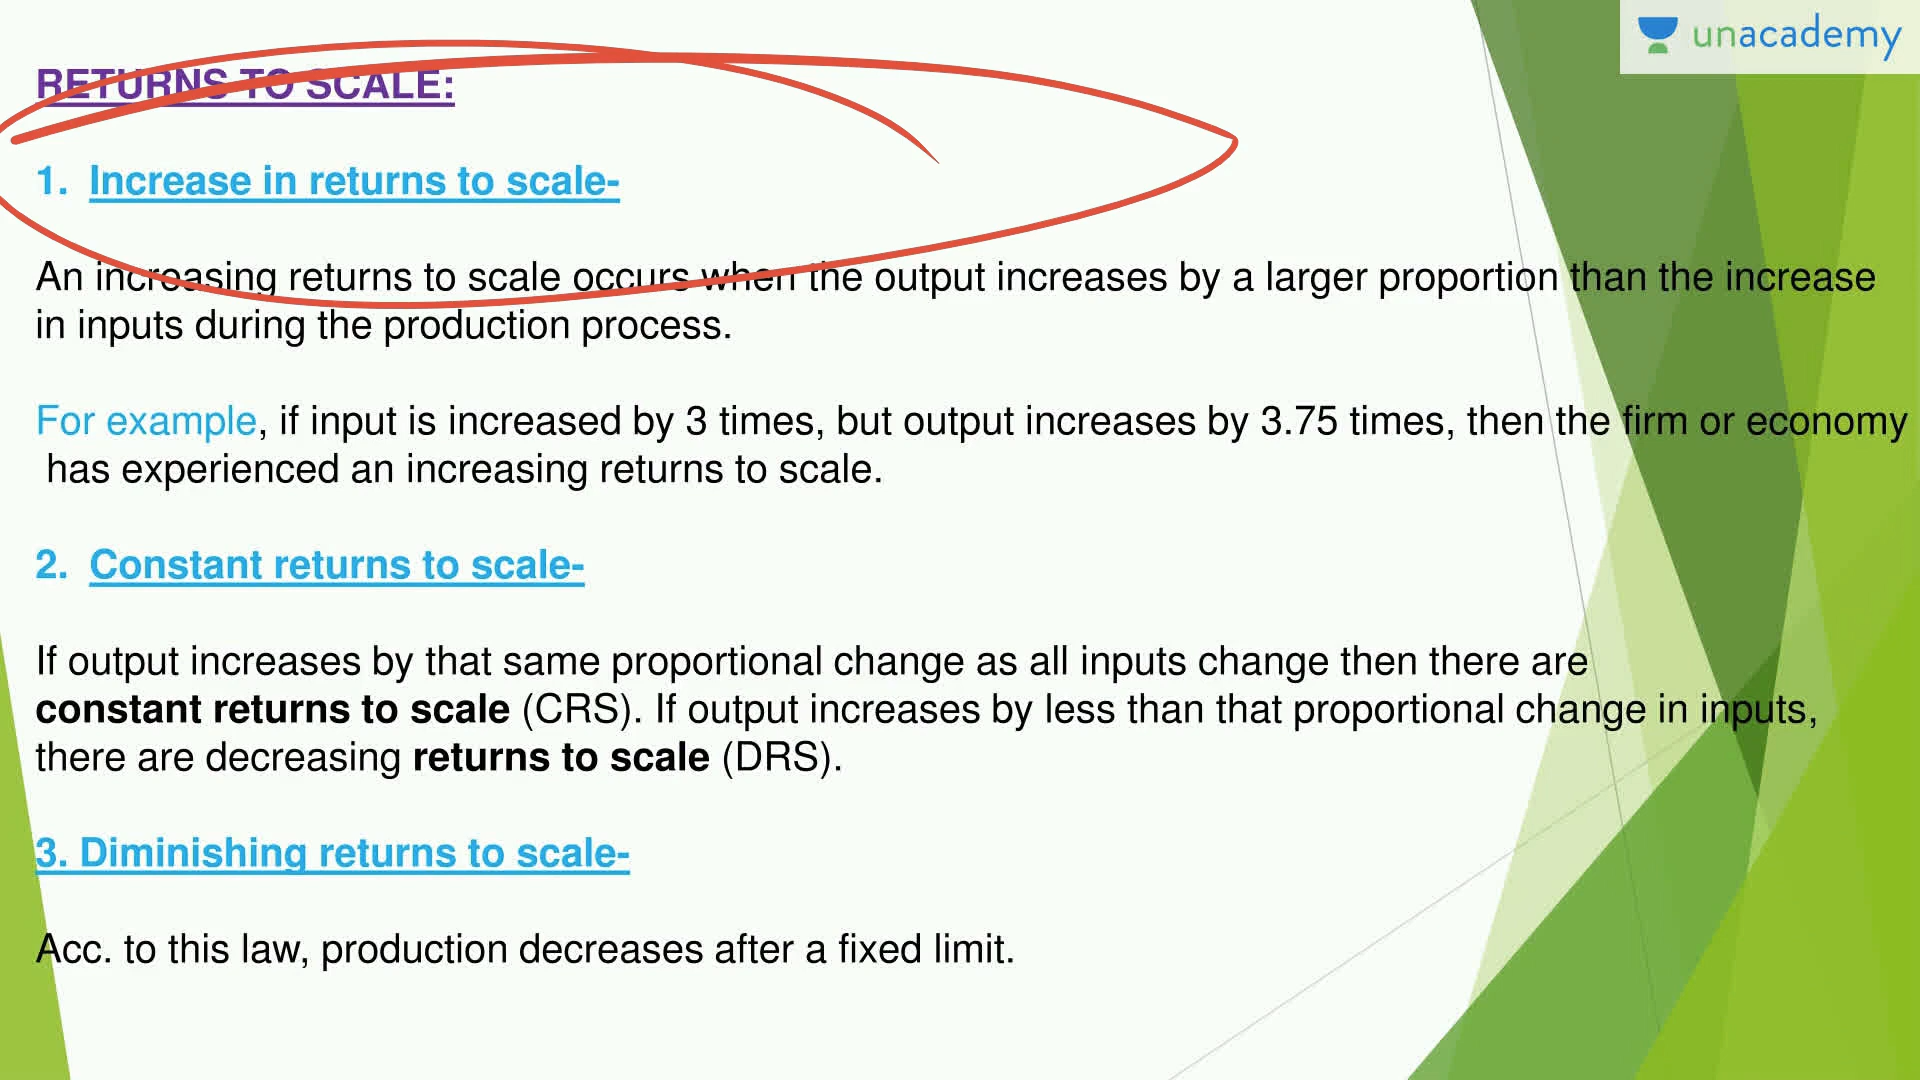 unacademy
RETURNS TO SCALE:
1. Increase in returns to scale-
An increasing returns to scale occurs when the output increases by a larger proportion than the increase
in inputs during the production process.
For example, if input is increased by 3 times, but output increases by 3.75 times, then the firm or economy
has experienced an increasing returns to scale.
2. Constant returns to scale-
If output increases by that same proportional change as all inputs change then there are
constant returns to scale (CRS). If output increases by less than that proportional change in inputs,
there are decreasing returns to scale (DRS).
3. Diminishing returns to scale-
Acc. to this law, production decreases after a fixed limit.